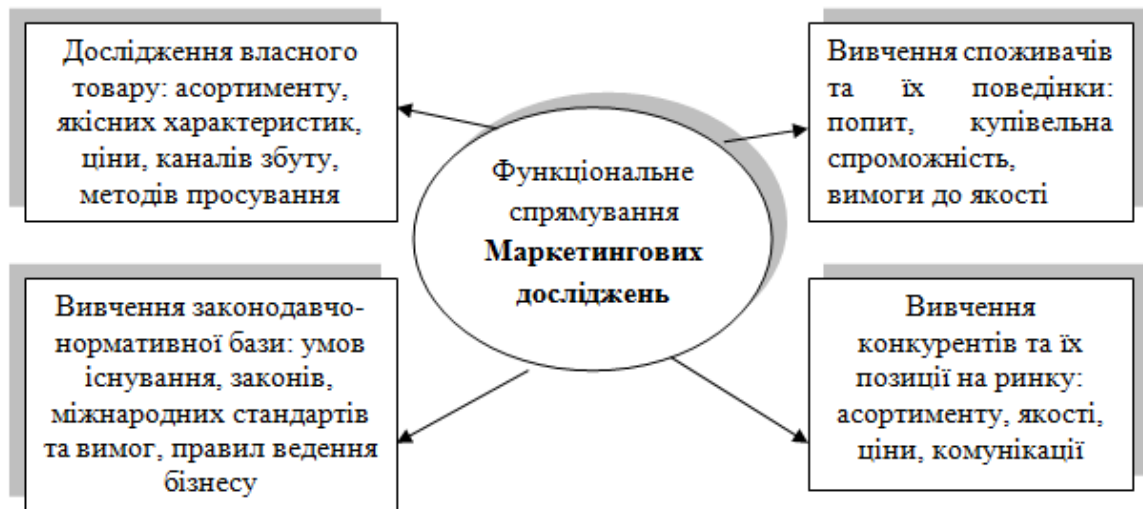 Дослідження власного
товару: асортименту,
якісних характеристик,
ціни, каналів збуту,
методів просування
Вивчення споживачів
та їх поведінки:
попит, купівельна
спроможність,
вимоги до якості
Функціональне
спрямування
Маркетингових
досліджень
Вивчення законодавчо-
нормативної бази: умов
існування, законів,
міжнародних стандартів
та вимог, правил ведення
бізнесу
Вивчення
конкурентів та їх
позиції на ринку:
асортименту, якості,
ціни, комунікації